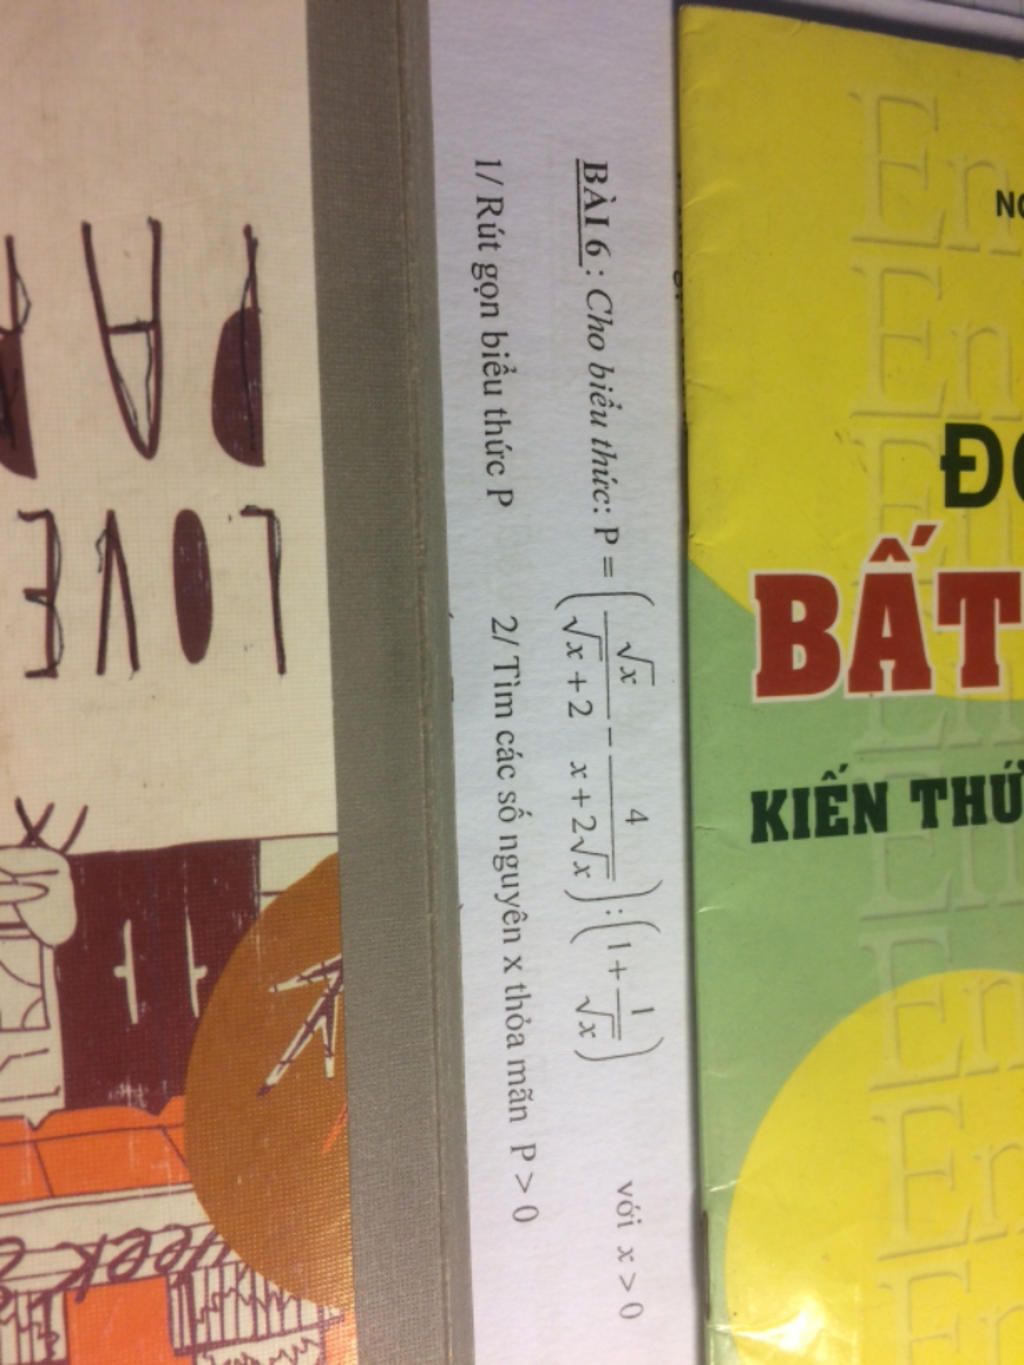 BÀI 6 : Cho biểu thức: P = (√x / (√x + 2) − 4 / (x + 2√x)) : (1 + 1/√x) với x > 0
1/ Rút gọn biểu thức P 2/ Tìm các số nguyên x thỏa mãn P > 0
BẤT
KIẾN THỨ
PA
LOVE